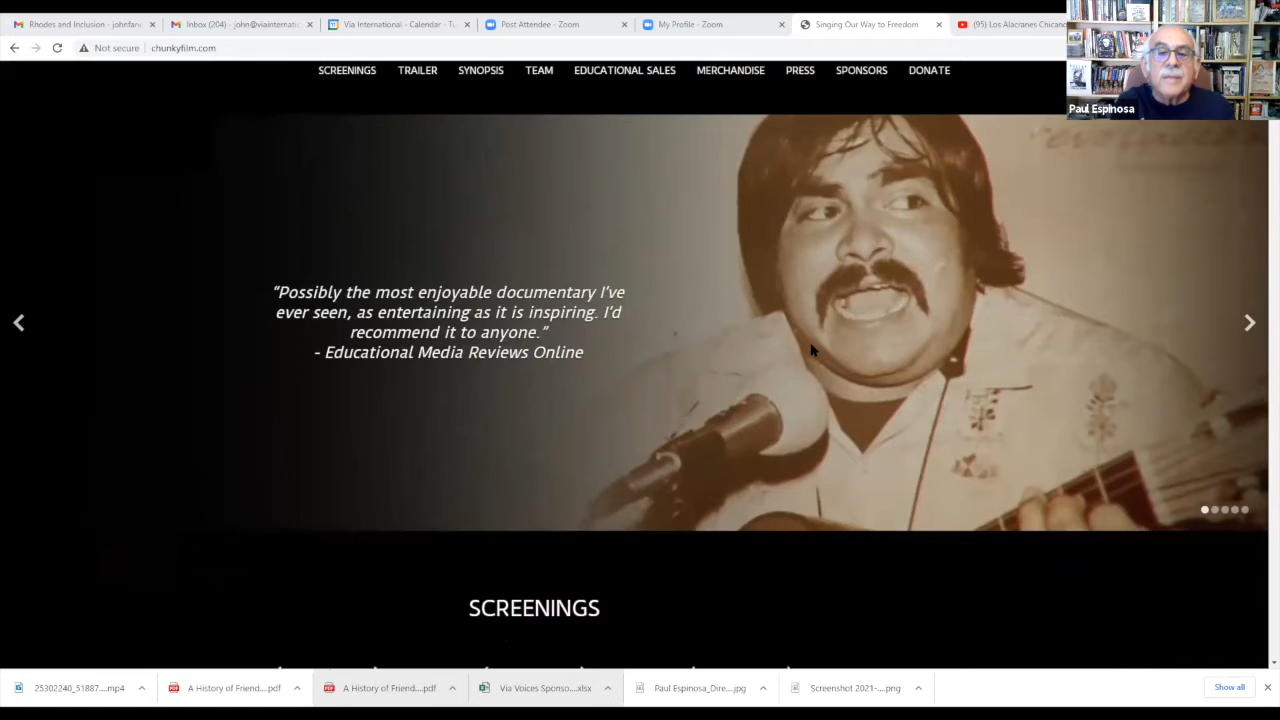 Rhodes and Inclusion - johnfan
Inbox (204) - john@viainternati
Via International - Calendar - Tu
Post Attendee - Zoom
My Profile - Zoom
Singing Our Way to Freedom
(95) Los Alacranes Chicano
Not secure
chunkyfilm.com
SCREENINGS TRAILER SYNOPSIS TEAM EDUCATIONAL SALES MERCHANDISE PRESS SPONSORS DONATE
Paul Espinosa
“Possibly the most enjoyable documentary I’ve
ever seen, as entertaining as it is inspiring. I’d
recommend it to anyone.”
- Educational Media Reviews Online
SCREENINGS
25302240_51887....mp4
A History of Friend....pdf
A History of Friend....pdf
Via Voices Sponso....xlsx
Paul Espinosa_Dire....jpg
Screenshot 2021-....png
Show all